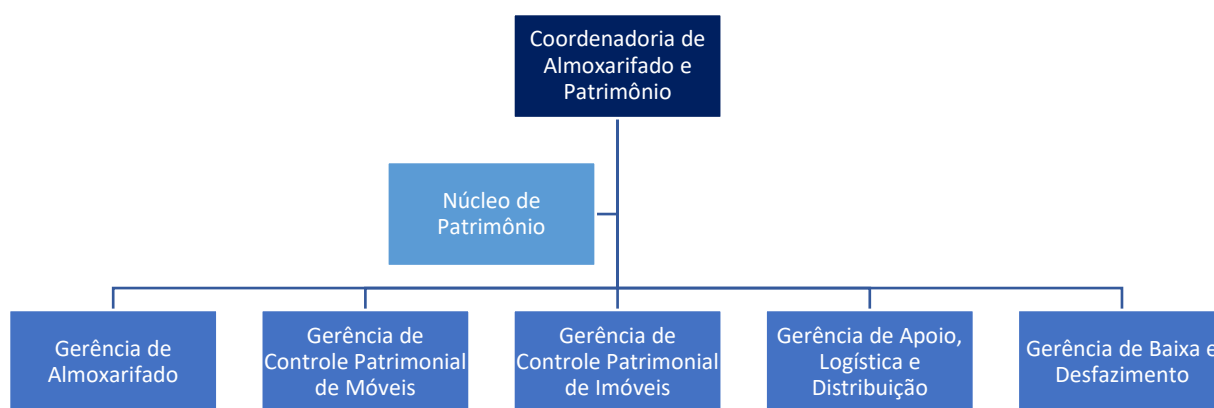 Coordenadoria de
Almoxarifado e
Patrimônio
Núcleo de
Patrimônio
Gerência de
Almoxarifado
Gerência de
Controle Patrimonial
de Móveis
Gerência de
Controle Patrimonial
de Imóveis
Gerência de Apoio,
Logística e
Distribuição
Gerência de Baixa e
Desfazimento